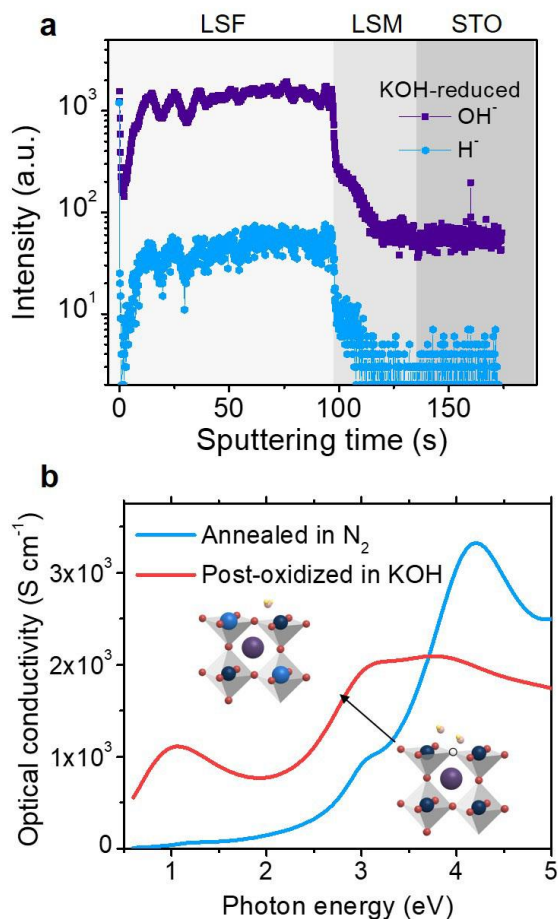 a
LSF LSM STO
KOH-reduced
OH⁻
H⁻
10³
10²
10¹
Intensity (a.u.)
0 50 100 150
Sputtering time (s)
b
Annealed in N₂
Post-oxidized in KOH
3x10³
2x10³
1x10³
0
Optical conductivity (S cm⁻¹)
1 2 3 4 5
Photon energy (eV)